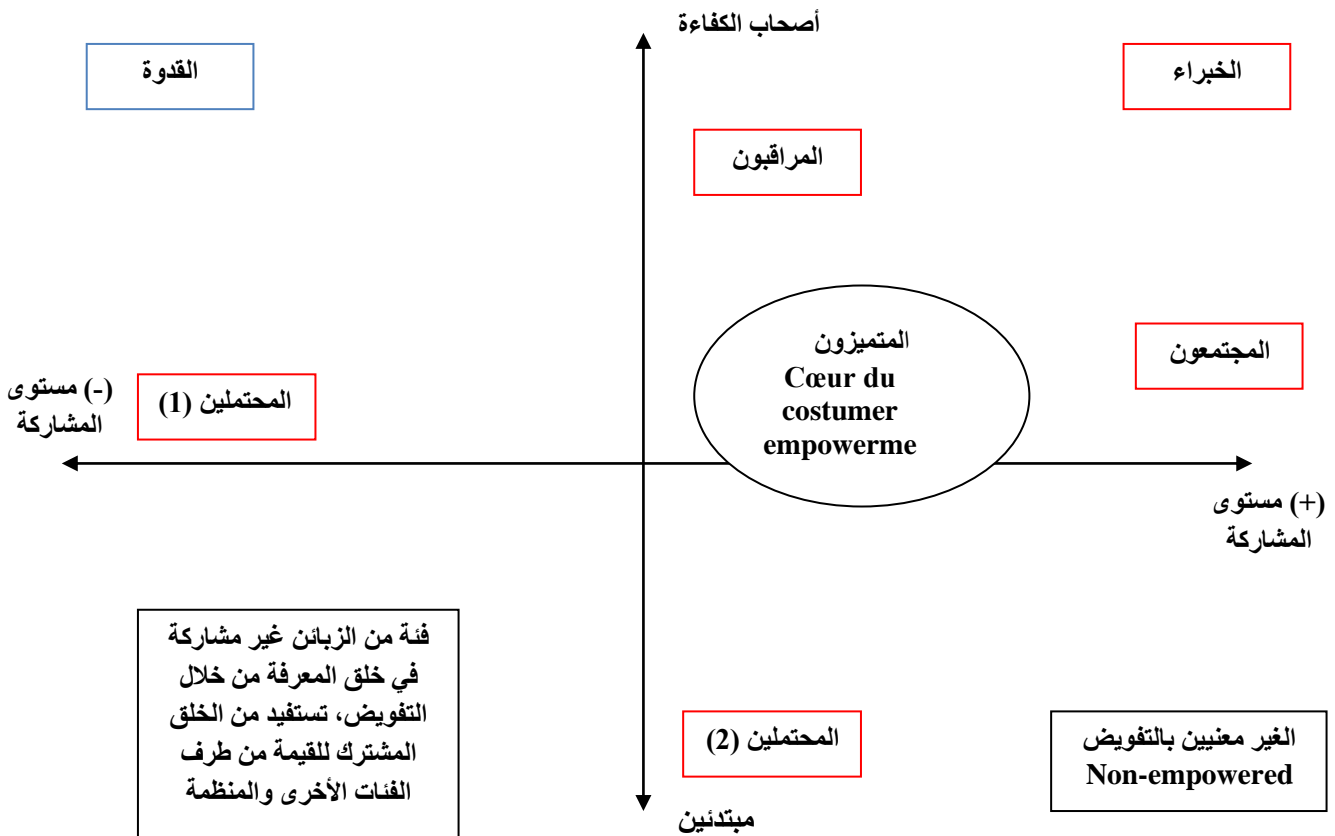 أصحاب الكفاءة
القدوة
الخبراء
المراقبون
المتميزون
Cœur du
costumer
empowerme
المجتمعون
(-) مستوى
المشاركة
المحتملين (1)
(+) مستوى
المشاركة
فئة من الزبائن غير مشاركة
في خلق المعرفة من خلال
التفويض، تستفيد من الخلق
المشترك للقيمة من طرف
الفئات الأخرى والمنظمة
المحتملين (2)
الغير معنيين بالتفويض
Non-empowered
مبتدئين